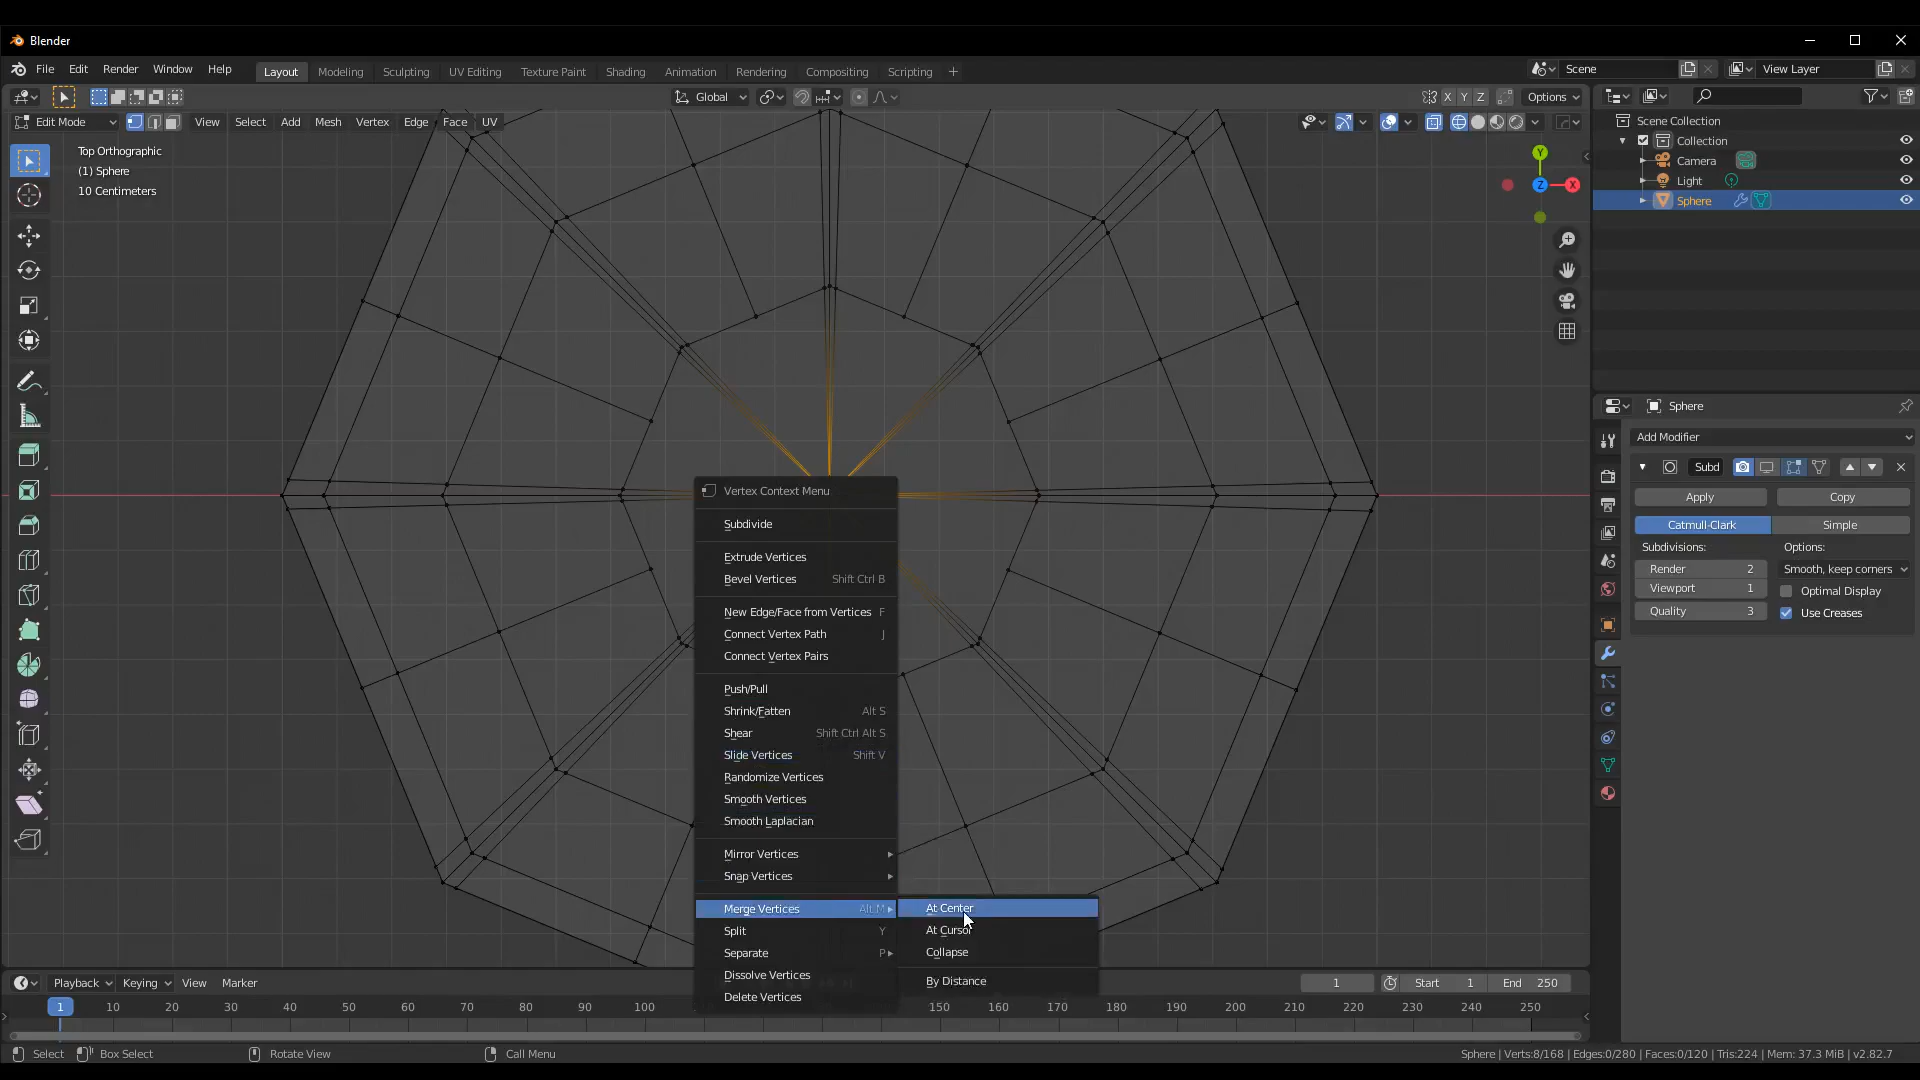 Blender
File Edit Render Window Help
Layout Modeling Sculpting UV Editing Texture Paint Shading Animation Rendering Compositing Scripting +
Scene
View Layer
Global
X Y Z
Options
Edit Mode
View Select Add Mesh Vertex Edge Face UV
Top Orthographic
(1) Sphere
10 Centimeters
Y
Z
X
Scene Collection
Collection
Camera
Light
Sphere
Sphere
Add Modifier
Subd
Apply
Copy
Catmull-Clark
Simple
Subdivisions:
Options:
Render 2
Smooth, keep corners
Viewport 1
Optimal Display
Quality 3
Use Creases
Vertex Context Menu
Subdivide
Extrude Vertices
Bevel Vertices Shift Ctrl B
New Edge/Face from Vertices F
Connect Vertex Path J
Connect Vertex Pairs
Push/Pull
Shrink/Fatten Alt S
Shear Shift Ctrl Alt S
Slide Vertices Shift V
Randomize Vertices
Smooth Vertices
Smooth Laplacian
Mirror Vertices
Snap Vertices
Merge Vertices Alt M
Split Y
Separate P
Dissolve Vertices
Delete Vertices
At Center
At Cursor
Collapse
By Distance
Playback Keying View Marker
1
Start 1
End 250
1 10 20 30 40 50 60 70 80 90 100 150 160 170 180 190 200 210 220 230 240 250
Select Box Select Rotate View Call Menu
Sphere | Verts:8/168 | Edges:0/280 | Faces:0/120 | Tris:224 | Mem: 37.3 MiB | v2.82.7